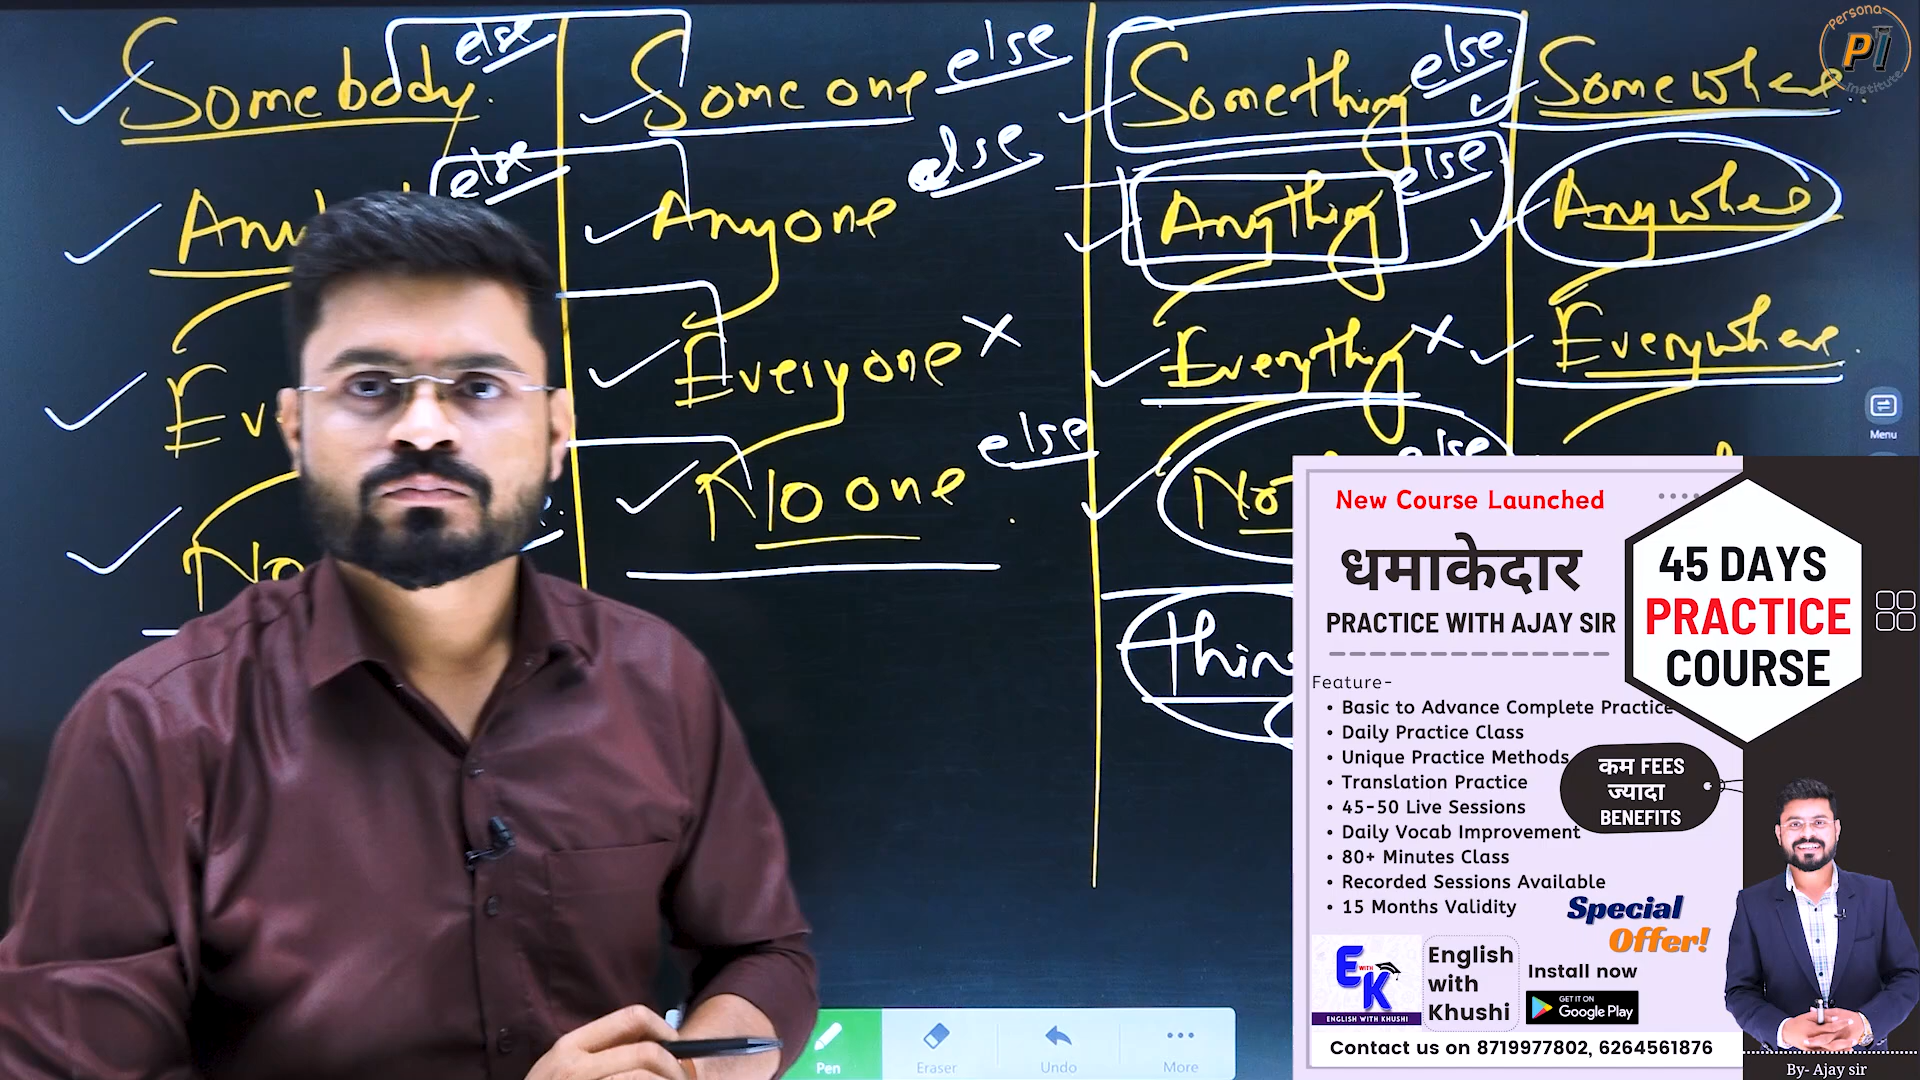 Somebody. else
Someone else
Something else.
Somewhere.
else
Anyone else
Anything else
Anywhere
Everyone ×
Everything ×
Everywhere.
No one. else
else
Persona
PI
Institute
Menu
New Course Launched
धमाकेदार
PRACTICE WITH AJAY SIR
45 DAYS
PRACTICE
COURSE
Feature-
• Basic to Advance Complete Practice
• Daily Practice Class
• Unique Practice Methods
• Translation Practice
• 45-50 Live Sessions
• Daily Vocab Improvement
• 80+ Minutes Class
• Recorded Sessions Available
• 15 Months Validity
कम FEES
ज्यादा
BENEFITS
Special
Offer!
E WITH K
ENGLISH WITH KHUSHI
English
with
Khushi
Install now
GET IT ON
Google Play
Contact us on 8719977802, 6264561876
By- Ajay sir
Pen
Eraser
Undo
More